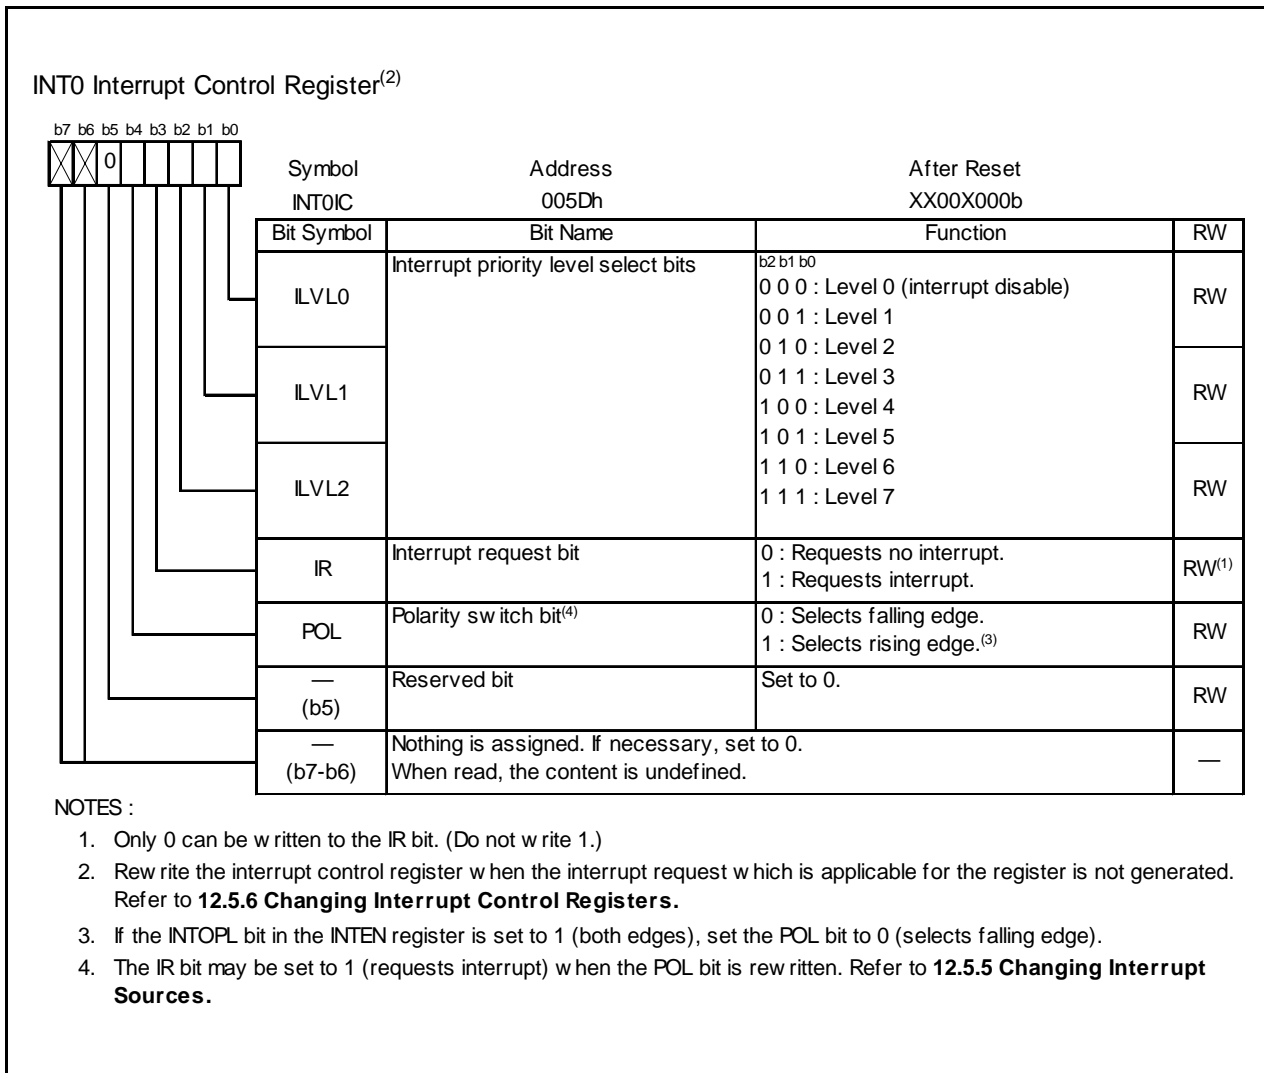 INT0 Interrupt Control Register(2)
b7 b6 b5 b4 b3 b2 b1 b0
0
Symbol Address After Reset
INT0IC 005Dh XX00X000b
Bit Symbol Bit Name Function RW
ILVL0 Interrupt priority level select bits b2 b1 b0
0 0 0 : Level 0 (interrupt disable) RW
0 0 1 : Level 1
0 1 0 : Level 2
ILVL1 0 1 1 : Level 3 RW
1 0 0 : Level 4
1 0 1 : Level 5
ILVL2 1 1 0 : Level 6 RW
1 1 1 : Level 7
IR Interrupt request bit 0 : Requests no interrupt. RW(1)
1 : Requests interrupt.
POL Polarity switch bit(4) 0 : Selects falling edge. RW
1 : Selects rising edge.(3)
— Reserved bit Set to 0. RW
(b5)
— Nothing is assigned. If necessary, set to 0. —
(b7-b6) When read, the content is undefined.
NOTES :
1. Only 0 can be written to the IR bit. (Do not write 1.)
2. Rewrite the interrupt control register when the interrupt request which is applicable for the register is not generated.
Refer to 12.5.6 Changing Interrupt Control Registers.
3. If the INTOPL bit in the INTEN register is set to 1 (both edges), set the POL bit to 0 (selects falling edge).
4. The IR bit may be set to 1 (requests interrupt) when the POL bit is rewritten. Refer to 12.5.5 Changing Interrupt
Sources.